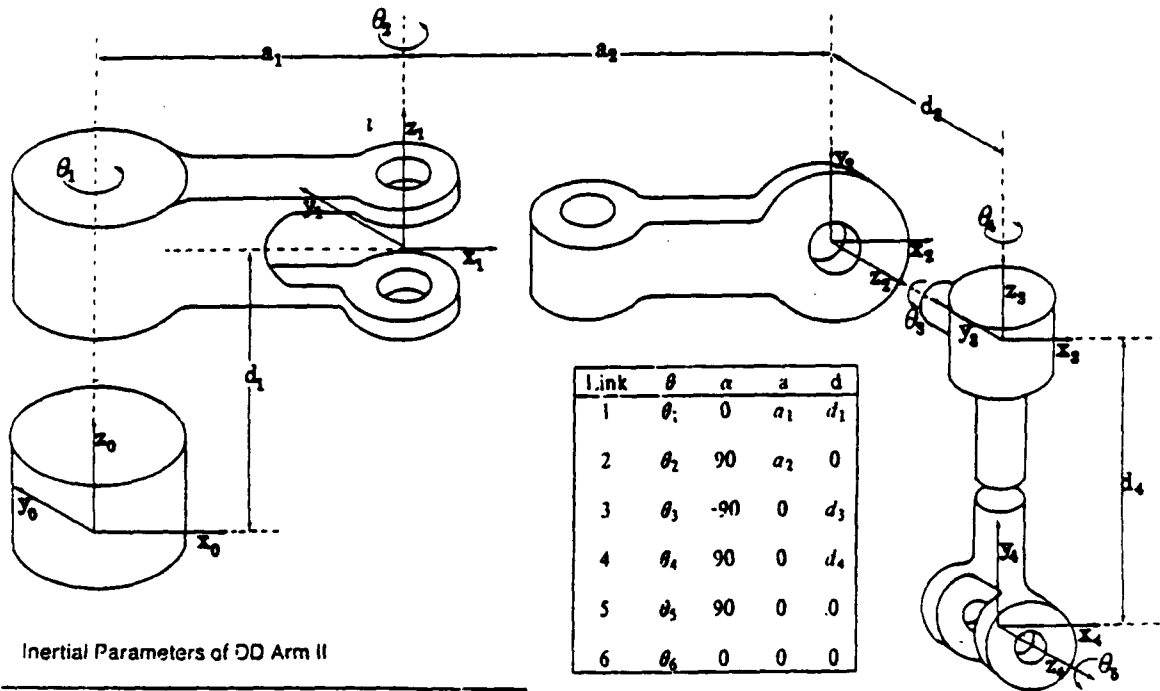 θ₂
a₁
a₂
d₃
z₁
θ₁
y₁
x₁
y₂
x₂
z₂
θ₃
θ₄
z₃
y₃
x₃
d₁
d₄
z₀
y₀
x₀
y₄
x₄
z₄
θ₅
Link θ α a d
1 θ₁ 0 a₁ d₁
2 θ₂ 90 a₂ 0
3 θ₃ -90 0 d₃
4 θ₄ 90 0 d₄
5 θ₅ 90 0 0
6 θ₆ 0 0 0
Inertial Parameters of DD Arm II